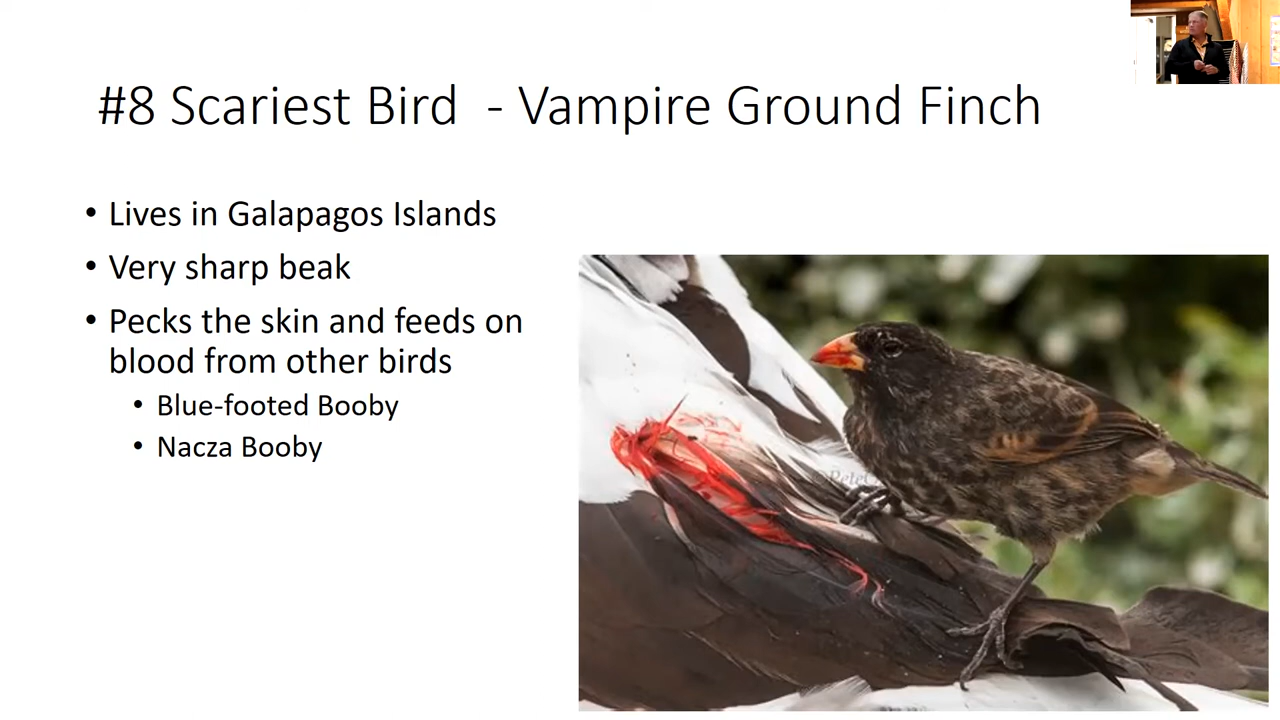 #8 Scariest Bird - Vampire Ground Finch
• Lives in Galapagos Islands
• Very sharp beak
• Pecks the skin and feeds on
blood from other birds
• Blue-footed Booby
• Nacza Booby